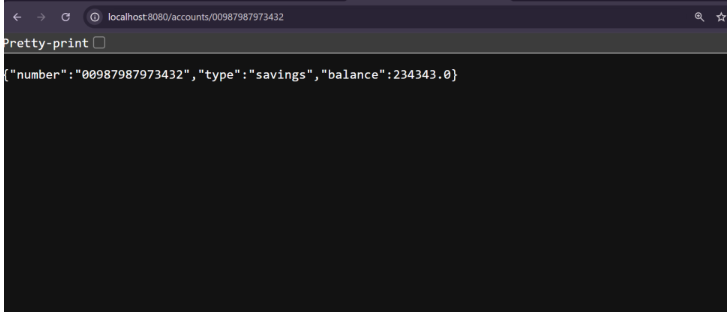 localhost:8080/accounts/00987987973432
Pretty-print
{"number":"00987987973432","type":"savings","balance":234343.0}